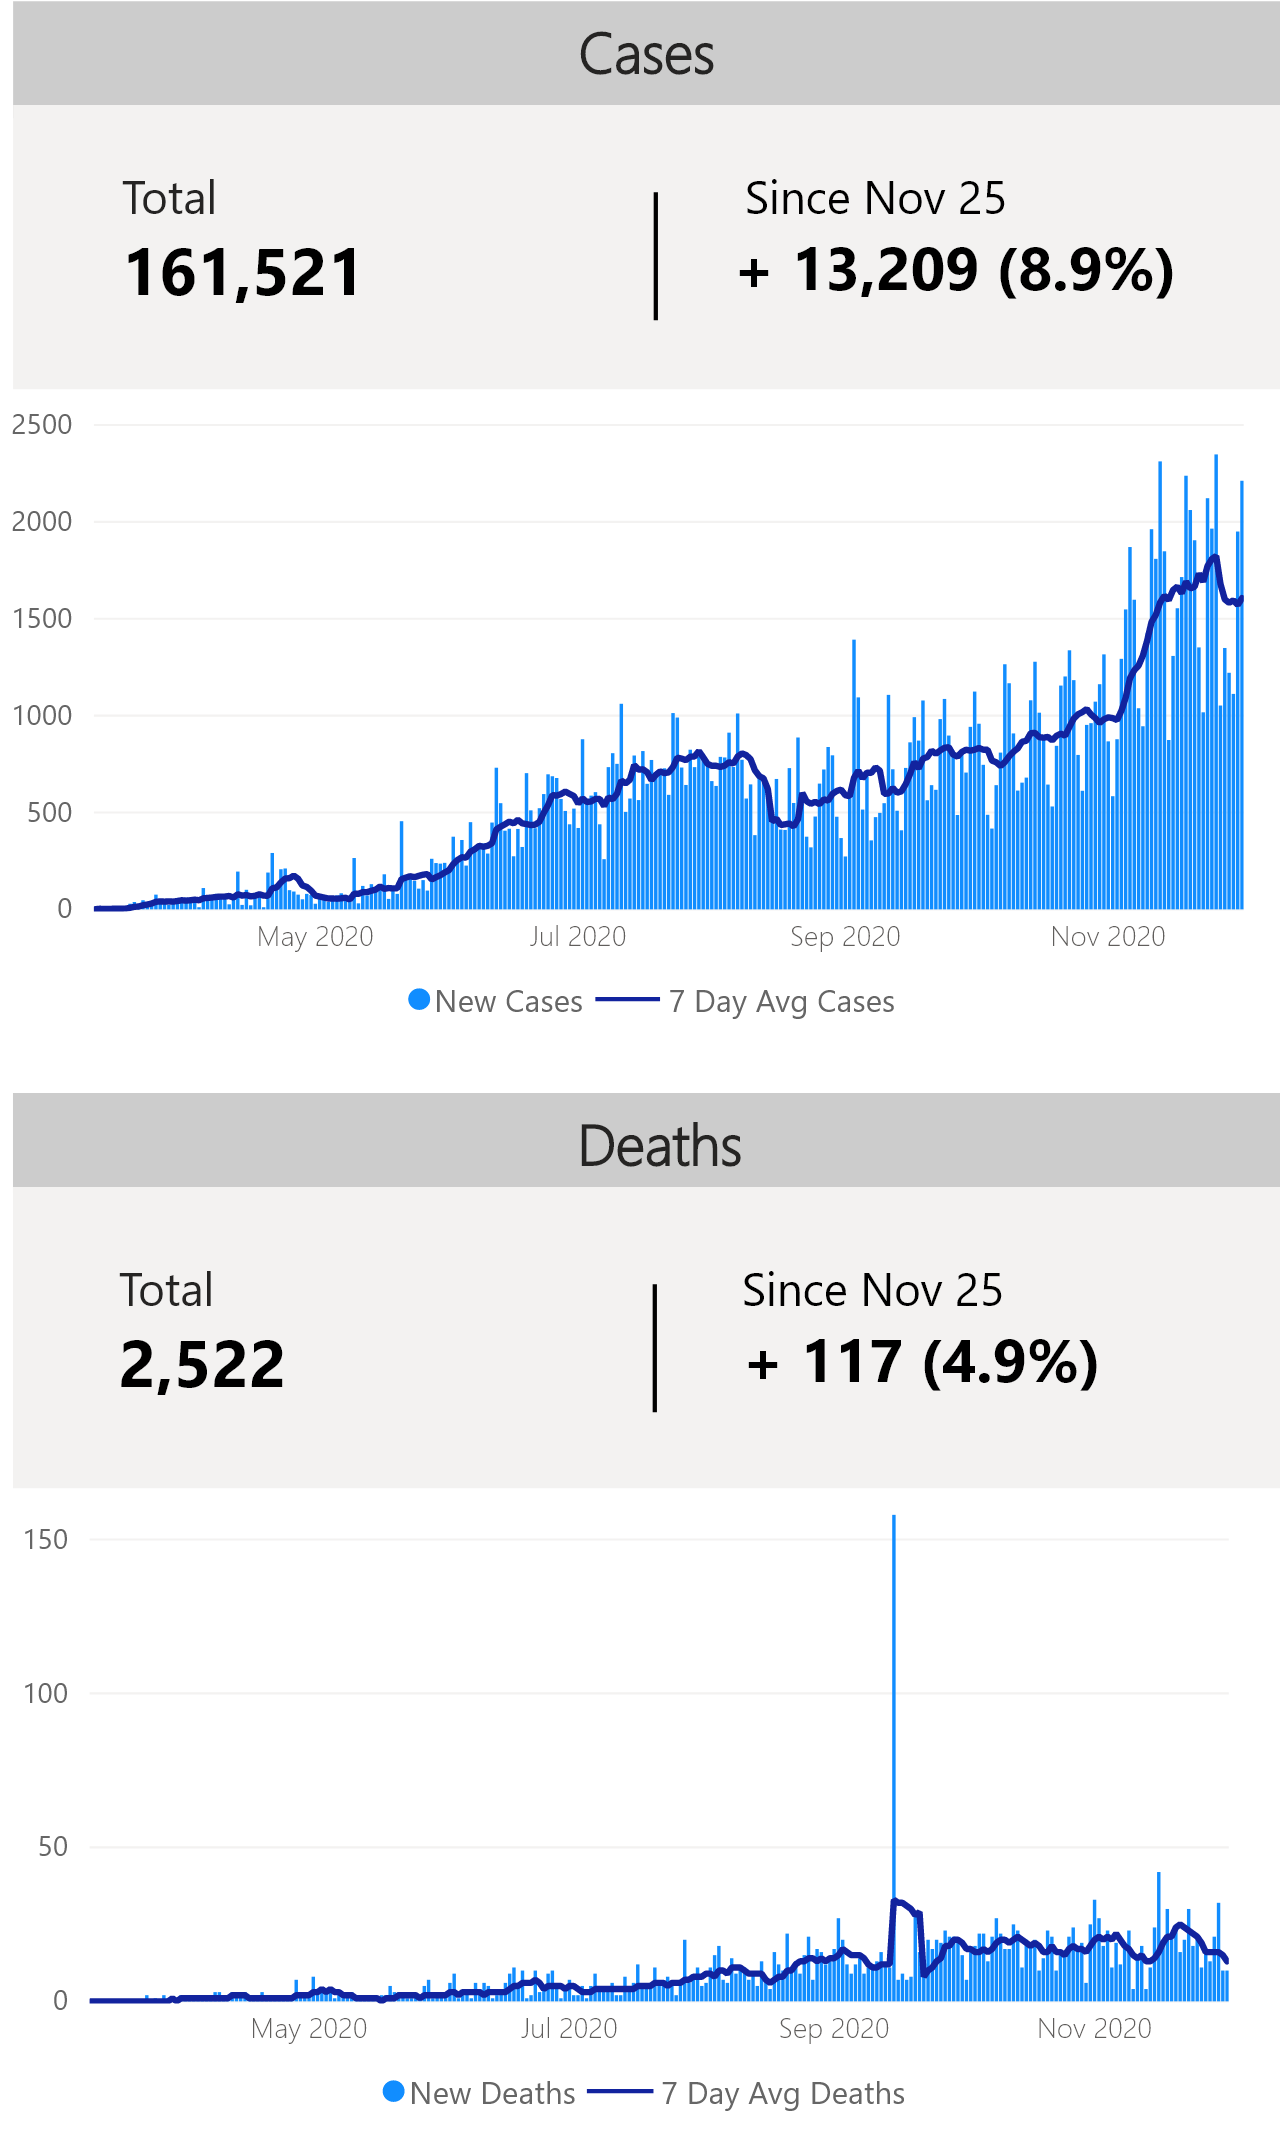 Cases
Total
Since Nov 25
161,521
+ 13,209 (8.9%)
2500
2000
1500
1000
500
0
May 2020
Jul 2020
Sep 2020
Nov 2020
New Cases
7 Day Avg Cases
Deaths
Total
Since Nov 25
2,522
+ 117 (4.9%)
150
100
50
0
May 2020
Jul 2020
Sep 2020
Nov 2020
New Deaths
7 Day Avg Deaths